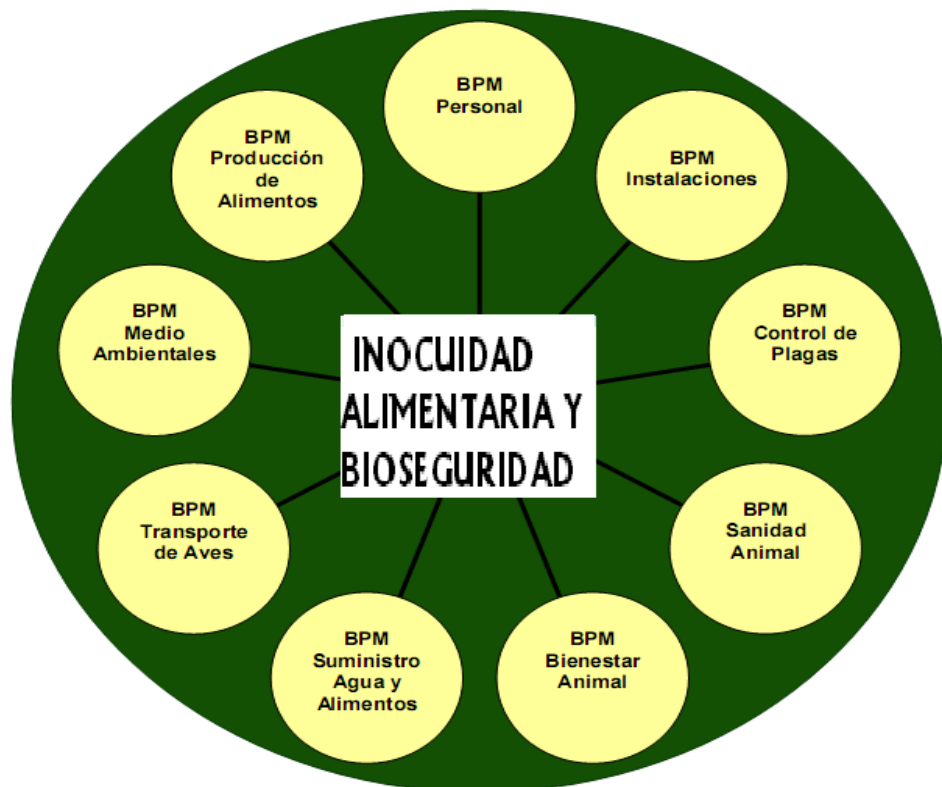 BPM
Personal
BPM
Instalaciones
BPM
Control de
Plagas
BPM
Sanidad
Animal
BPM
Bienestar
Animal
BPM
Suministro
Agua y
Alimentos
BPM
Transporte
de Aves
BPM
Medio
Ambientales
BPM
Producción
de
Alimentos
INOCUIDAD
ALIMENTARIA Y
BIOSEGURIDAD